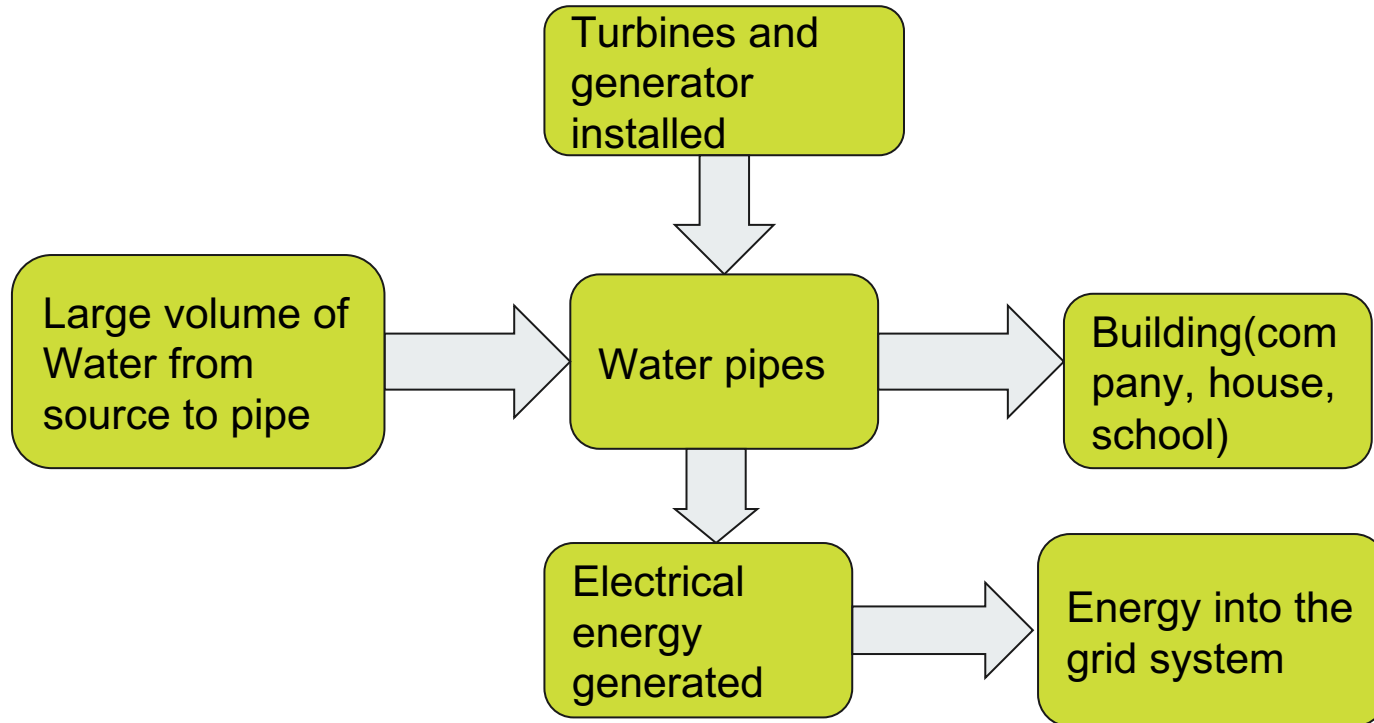 Turbines and
generator
installed
Large volume of
Water from
source to pipe
Water pipes
Building(com
pany, house,
school)
Electrical
energy
generated
Energy into the
grid system